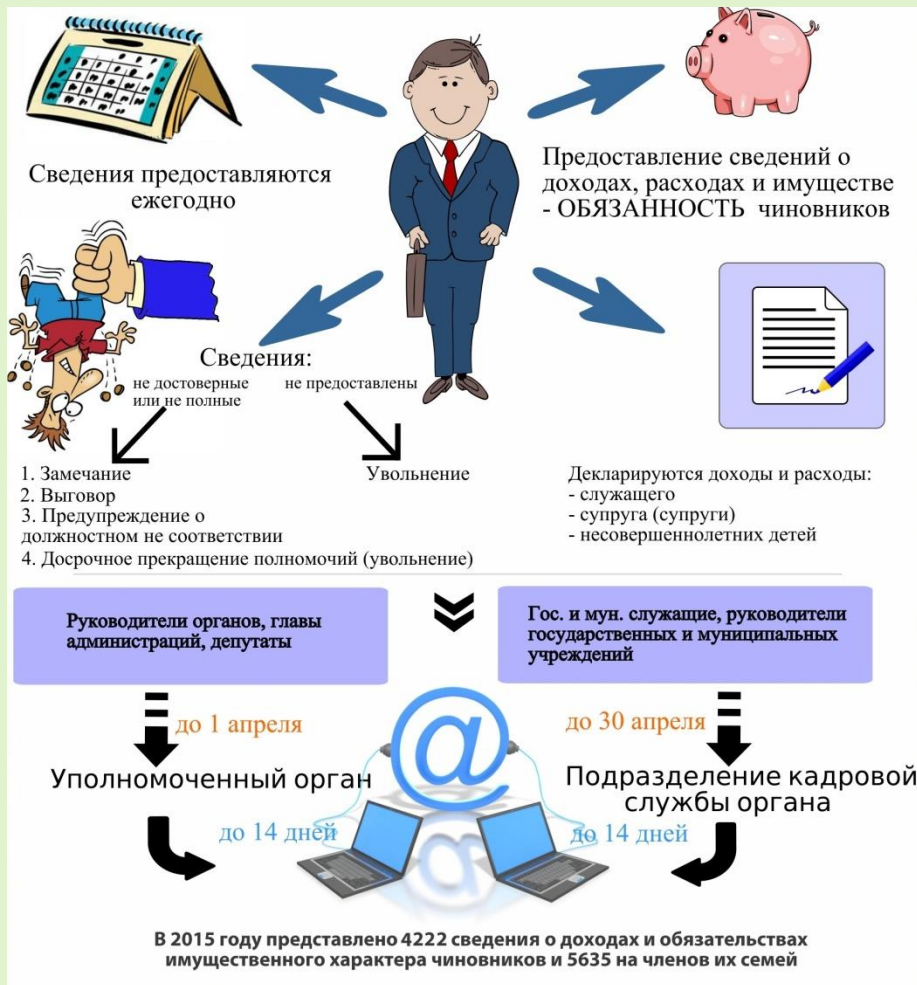 Сведения предоставляются
ежегодно
Предоставление сведений о
доходах, расходах и имуществе
- ОБЯЗАННОСТЬ чиновников
Сведения:
не достоверные
или не полные
не предоставлены
1. Замечание
2. Выговор
3. Предупреждение о
должностном не соответствии
4. Досрочное прекращение полномочий (увольнение)
Увольнение
Декларируются доходы и расходы:
- служащего
- супруга (супруги)
- несовершеннолетних детей
Руководители органов, главы
администраций, депутаты
Гос. и мун. служащие, руководители
государственных и муниципальных
учреждений
до 1 апреля
до 30 апреля
@
Уполномоченный орган
Подразделение кадровой
службы органа
до 14 дней
до 14 дней
В 2015 году представлено 4222 сведения о доходах и обязательствах
имущественного характера чиновников и 5635 на членов их семей